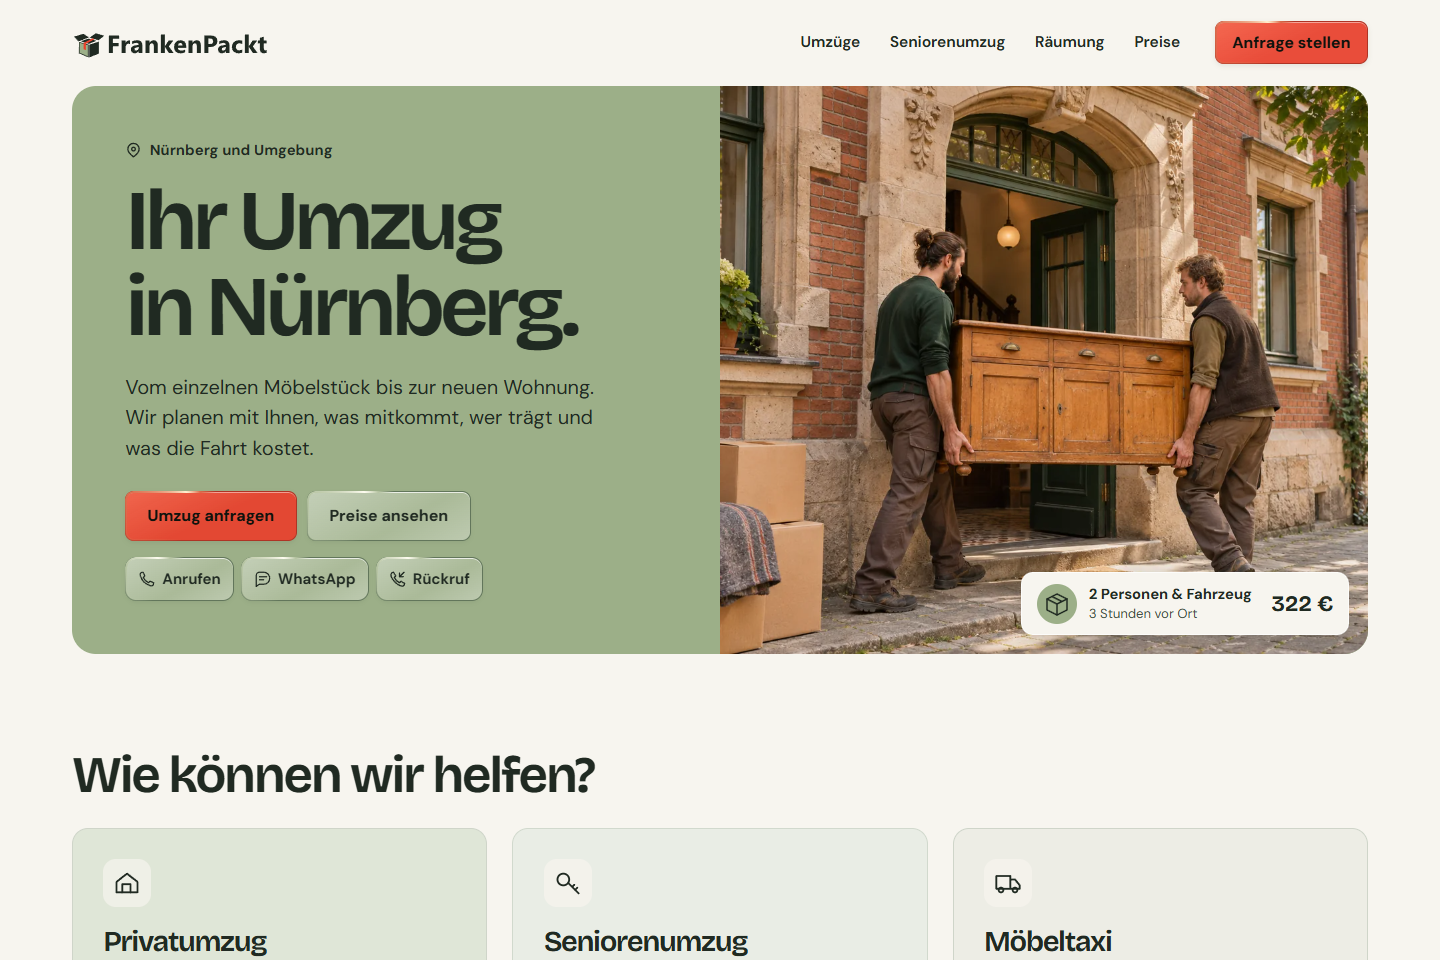 FrankenPackt
Umzüge
Seniorenumzug
Räumung
Preise
Anfrage stellen
Nürnberg und Umgebung
Ihr Umzug
in Nürnberg.
Vom einzelnen Möbelstück bis zur neuen Wohnung.
Wir planen mit Ihnen, was mitkommt, wer trägt und
was die Fahrt kostet.
Umzug anfragen
Preise ansehen
Anrufen
WhatsApp
Rückruf
2 Personen & Fahrzeug
3 Stunden vor Ort
322 €
Wie können wir helfen?
Privatumzug
Seniorenumzug
Möbeltaxi